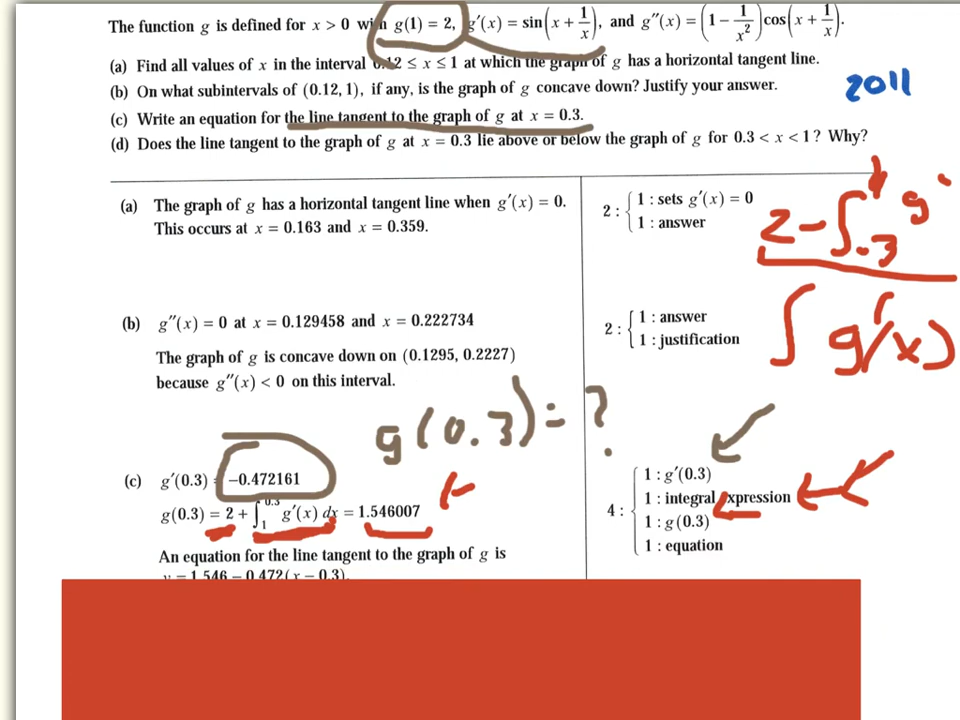 The function g is defined for x > 0 with g(1) = 2, g′(x) = sin(x + 1/x), and g″(x) = (1 − 1/x²)cos(x + 1/x).
(a) Find all values of x in the interval 0.12 ≤ x ≤ 1 at which the graph of g has a horizontal tangent line.
(b) On what subintervals of (0.12, 1), if any, is the graph of g concave down? Justify your answer.
2011
(c) Write an equation for the line tangent to the graph of g at x = 0.3.
(d) Does the line tangent to the graph of g at x = 0.3 lie above or below the graph of g for 0.3 < x < 1? Why?
(a) The graph of g has a horizontal tangent line when g′(x) = 0.
This occurs at x = 0.163 and x = 0.359.
2 : { 1 : sets g′(x) = 0
1 : answer
2 − ∫.3 1 g'
(b) g″(x) = 0 at x = 0.129458 and x = 0.222734
The graph of g is concave down on (0.1295, 0.2227)
because g″(x) < 0 on this interval.
2 : { 1 : answer
1 : justification
∫ g'(x)
g(0.3) = ?
(c) g′(0.3) = −0.472161
g(0.3) = 2 + ∫₁^0.3 g′(x) dx = 1.546007
An equation for the line tangent to the graph of g is
y = 1.546 − 0.472(x − 0.3).
4 : { 1 : g′(0.3)
1 : integral expression
1 : g(0.3)
1 : equation